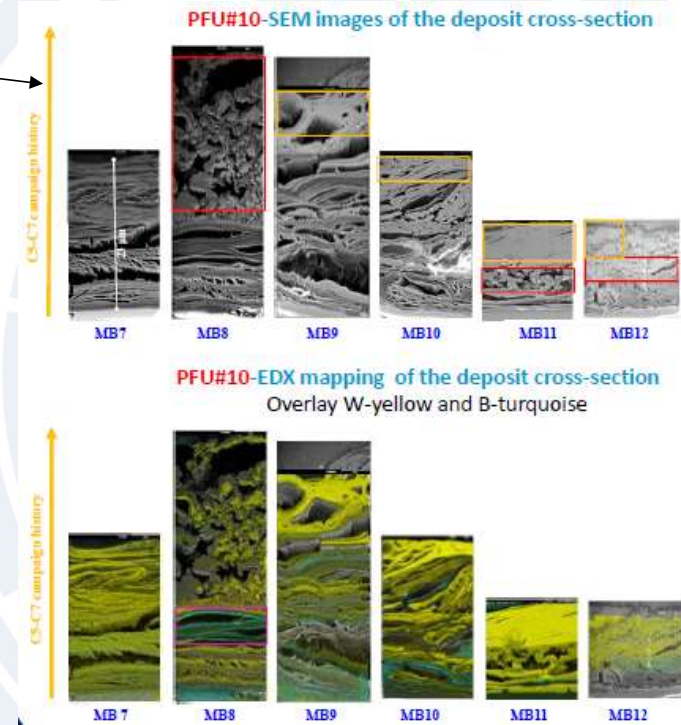 PFU#10-SEM images of the deposit cross-section
C5-C7 campaign history
MB7
MB8
MB9
MB10
MB11
MB12
PFU#10-EDX mapping of the deposit cross-section
Overlay W-yellow and B-turquoise
C5-C7 campaign history
MB 7
MB8
MB9
MB10
MB11
MB12